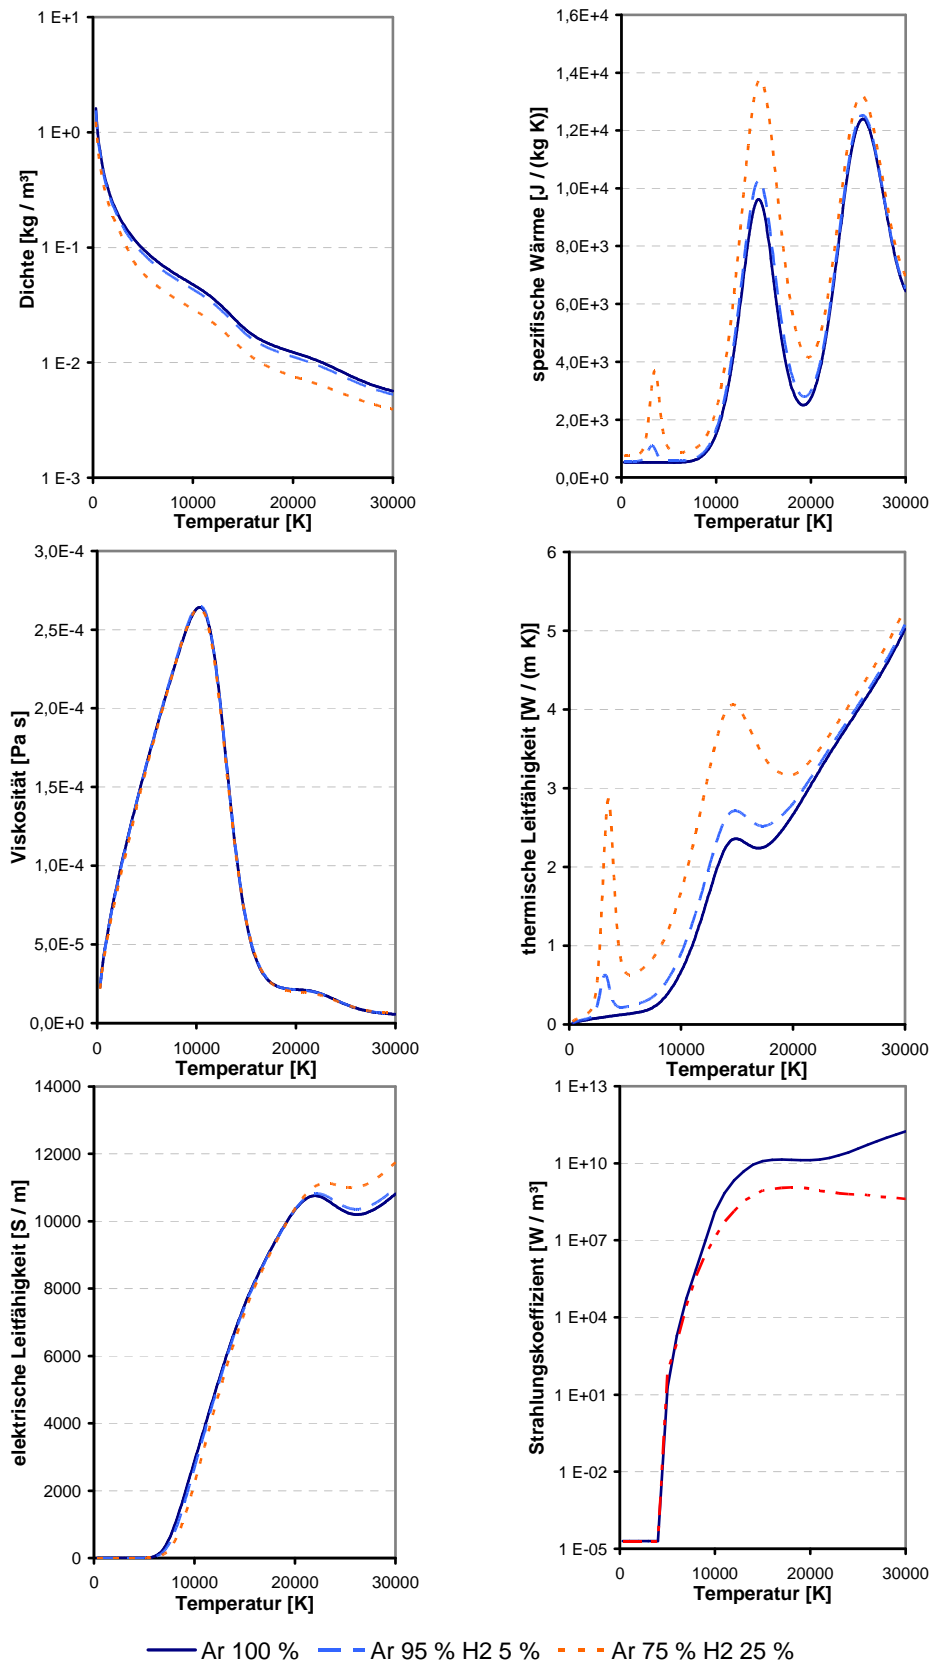 Dichte [kg / m³]
1 E+1
1 E+0
1 E-1
1 E-2
1 E-3
0 10000 20000 30000
Temperatur [K]
spezifische Wärme [J / (kg K)]
1,6E+4
1,4E+4
1,2E+4
1,0E+4
8,0E+3
6,0E+3
4,0E+3
2,0E+3
0,0E+0
0 10000 20000 30000
Temperatur [K]
Viskosität [Pa s]
3,0E-4
2,5E-4
2,0E-4
1,5E-4
1,0E-4
5,0E-5
0,0E+0
0 10000 20000 30000
Temperatur [K]
thermische Leitfähigkeit [W / (m K)]
6
5
4
3
2
1
0
0 10000 20000 30000
Temperatur [K]
elektrische Leitfähigkeit [S / m]
14000
12000
10000
8000
6000
4000
2000
0
0 10000 20000 30000
Temperatur [K]
Strahlungskoeffizient [W / m³]
1 E+13
1 E+10
1 E+07
1 E+04
1 E+01
1 E-02
1 E-05
0 10000 20000 30000
Temperatur [K]
Ar 100 % Ar 95 % H2 5 % Ar 75 % H2 25 %